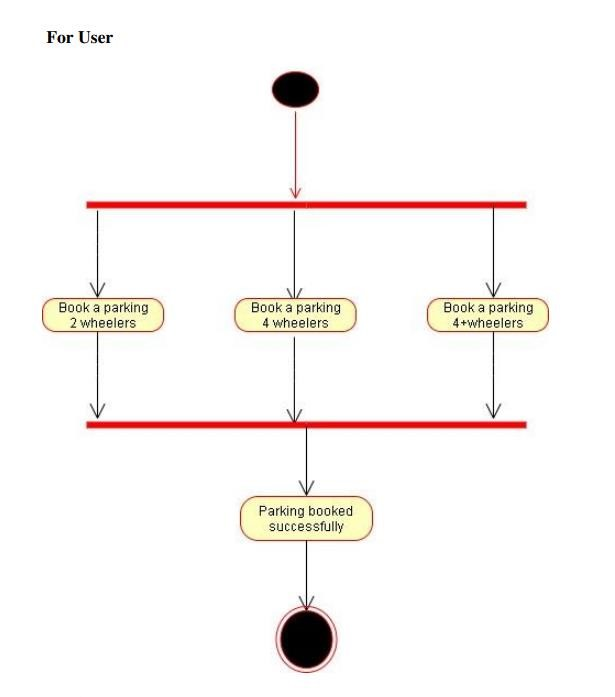 For User
Book a parking
2 wheelers
Book a parking
4 wheelers
Book a parking
4+wheelers
Parking booked
successfully